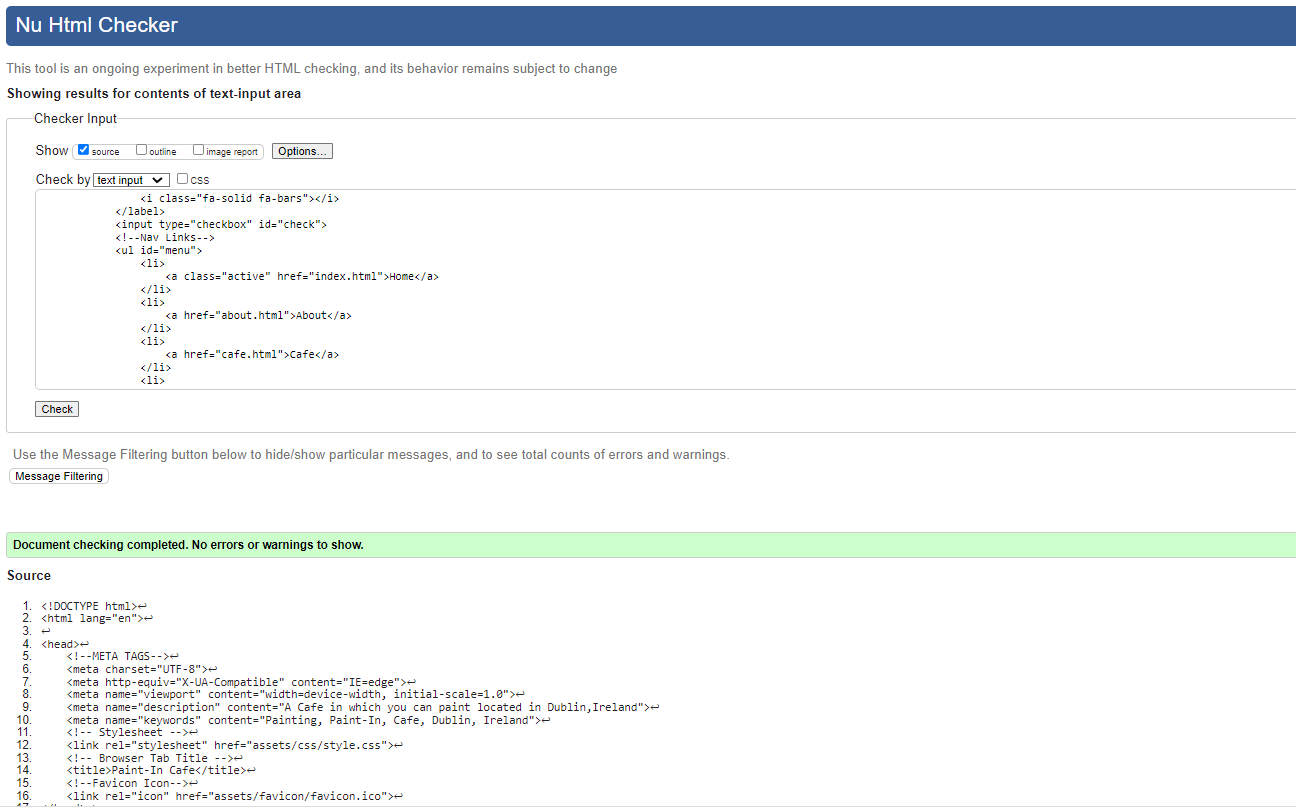 Nu Html Checker
This tool is an ongoing experiment in better HTML checking, and its behavior remains subject to change
Showing results for contents of text-input area
Checker Input
Show source outline image report Options...
Check by text input css
<i class="fa-solid fa-bars"></i>
</label>
<input type="checkbox" id="check">
<!--Nav Links-->
<ul id="menu">
<li>
<a class="active" href="index.html">Home</a>
</li>
<li>
<a href="about.html">About</a>
</li>
<li>
<a href="cafe.html">Cafe</a>
</li>
<li>
Check
Use the Message Filtering button below to hide/show particular messages, and to see total counts of errors and warnings.
Message Filtering
Document checking completed. No errors or warnings to show.
Source
1. <!DOCTYPE html>↩
2. <html lang="en">↩
3. ↩
4. <head>↩
5. <!--META TAGS-->↩
6. <meta charset="UTF-8">↩
7. <meta http-equiv="X-UA-Compatible" content="IE=edge">↩
8. <meta name="viewport" content="width=device-width, initial-scale=1.0">↩
9. <meta name="description" content="A Cafe in which you can paint located in Dublin,Ireland">↩
10. <meta name="keywords" content="Painting, Paint-In, Cafe, Dublin, Ireland">↩
11. <!-- Stylesheet -->↩
12. <link rel="stylesheet" href="assets/css/style.css">↩
13. <!-- Browser Tab Title -->↩
14. <title>Paint-In Cafe</title>↩
15. <!--Favicon Icon-->↩
16. <link rel="icon" href="assets/favicon/favicon.ico">↩